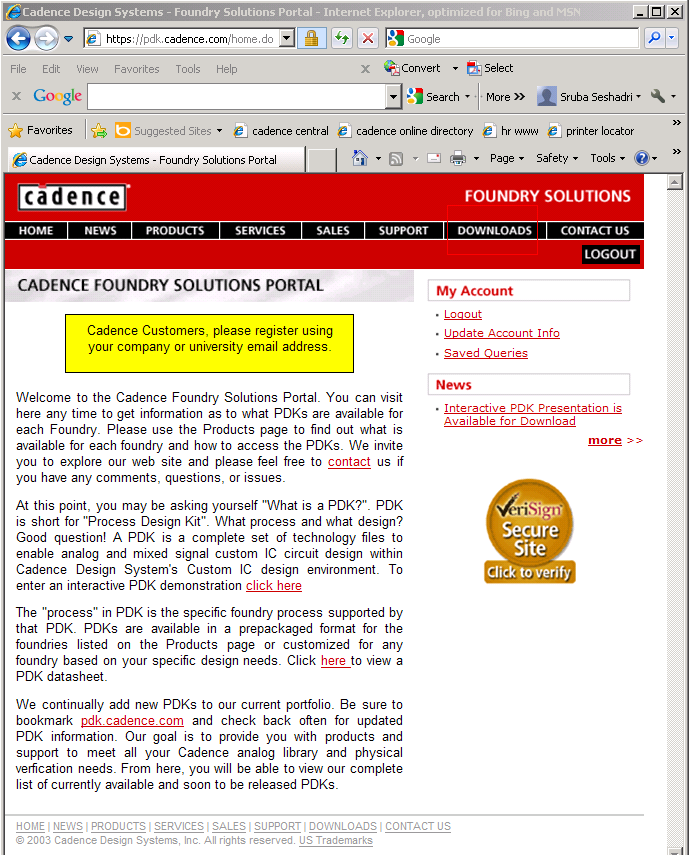 Cadence Design Systems - Foundry Solutions Portal - Internet Explorer, optimized for Bing and MSN
https://pdk.cadence.com/home.do
Google
File Edit View Favorites Tools Help x Convert Select
x Google Search More » Sruba Seshadri
Favorites Suggested Sites cadence central cadence online directory hr www printer locator »
Cadence Design Systems - Foundry Solutions Portal Page Safety Tools »
cadence FOUNDRY SOLUTIONS
HOME NEWS PRODUCTS SERVICES SALES SUPPORT DOWNLOADS CONTACT US
LOGOUT
CADENCE FOUNDRY SOLUTIONS PORTAL
Cadence Customers, please register using
your company or university email address.
Welcome to the Cadence Foundry Solutions Portal. You can visit
here any time to get information as to what PDKs are available for
each Foundry. Please use the Products page to find out what is
available for each foundry and how to access the PDKs. We invite
you to explore our web site and please feel free to contact us if
you have any comments, questions, or issues.
At this point, you may be asking yourself "What is a PDK?". PDK
is short for "Process Design Kit". What process and what design?
Good question! A PDK is a complete set of technology files to
enable analog and mixed signal custom IC circuit design within
Cadence Design System's Custom IC design environment. To
enter an interactive PDK demonstration click here
The "process" in PDK is the specific foundry process supported by
that PDK. PDKs are available in a prepackaged format for the
foundries listed on the Products page or customized for any
foundry based on your specific design needs. Click here to view a
PDK datasheet.
We continually add new PDKs to our current portfolio. Be sure to
bookmark pdk.cadence.com and check back often for updated
PDK information. Our goal is to provide you with products and
support to meet all your Cadence analog library and physical
verfication needs. From here, you will be able to view our complete
list of currently available and soon to be released PDKs.
My Account
• Logout
• Update Account Info
• Saved Queries
News
• Interactive PDK Presentation is
Available for Download
more >>
VeriSign
Secure
Site
Click to verify
HOME | NEWS | PRODUCTS | SERVICES | SALES | SUPPORT | DOWNLOADS | CONTACT US
© 2003 Cadence Design Systems, Inc. All rights reserved. US Trademarks